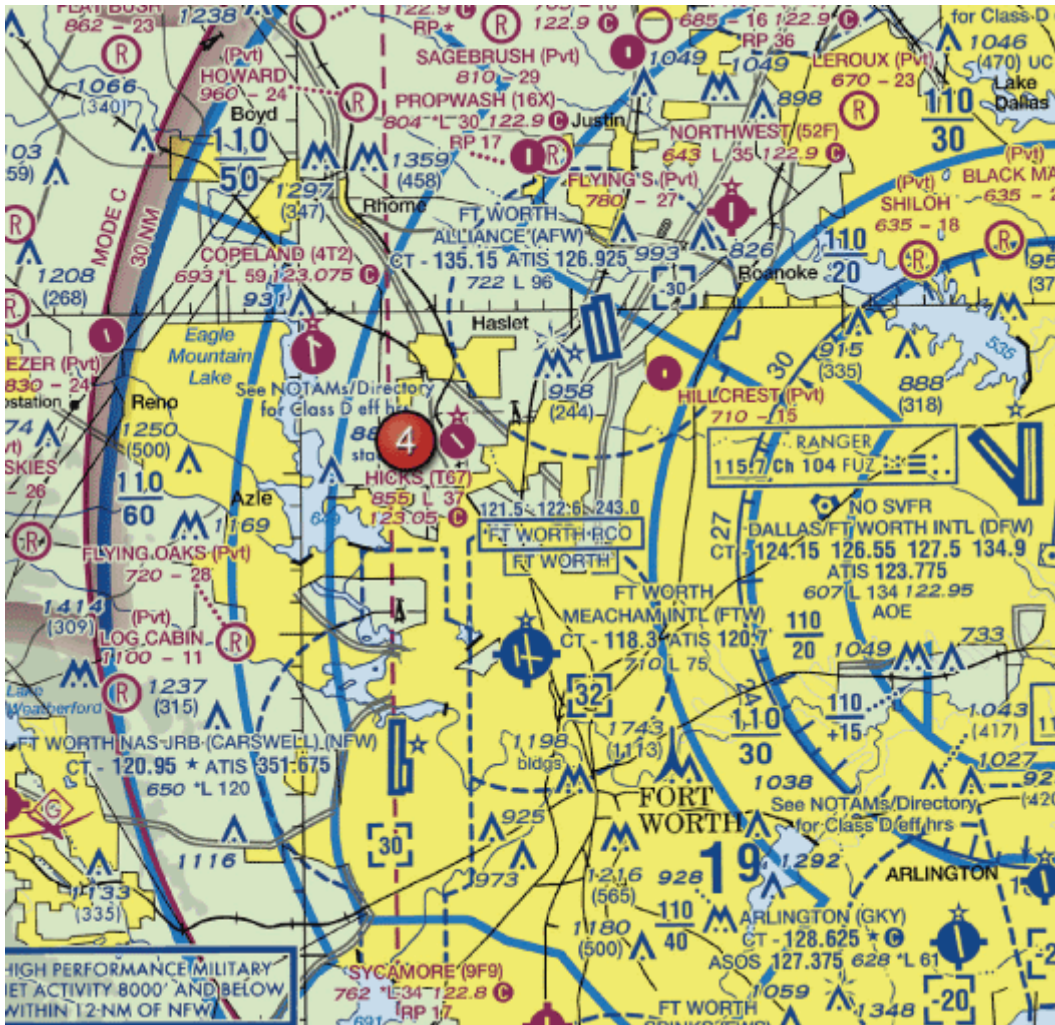 FLAT BUSH
862 - 23
1238
122.9 C
RP *
685 - 16 122.9 C
RP 36
for Class D
1046
(470) UC
(Pvt)
HOWARD
960 - 24
SAGEBRUSH (Pvt)
810 - 29
1049
1049
LEROUX (Pvt)
670 - 23
Lake
Dallas
1066
(340)
Boyd
PROPWASH (16X)
804 *L 30 122.9 C
RP 17
Justin
898
110
30
NORTHWEST (52F)
643 L 35 122.9 C
110
50
1359
(458)
1297
(347)
FLYING S (Pvt)
780 - 27
(Pvt)
BLACK MA
635 - 2
(Pvt)
SHILOH
635 - 18
Rhome
FT WORTH
ALLIANCE (AFW)
CT - 135.15 ATIS 126.925
722 L 96
993
826
-30
Roanoke
110
20
MODE C
30 NM
COPELAND (4T2)
693 *L 59 123.075 C
931
1208
(268)
Haslet
Eagle
Mountain
Lake
958
(244)
30
915
(335)
535
888
(318)
EEZER (Pvt)
830 - 24
station
See NOTAMs/Directory
for Class D eff h
HILLCREST (Pvt)
710 - 15
Reno
1250
(500)
4
88
sta
SKIES
- 26
110
60
HICKS (T67)
855 L 37
123.05 C
RANGER
115.7 Ch 104 FUZ
Azle
1169
649
121.5 122.6 243.0
FT WORTH RCO
FT WORTH
NO SVFR
DALLAS/FT WORTH INTL (DFW)
CT - 124.15 126.55 127.5 134.9
ATIS 123.775
607 L 134 122.95
AOE
27
FLYING OAKS (Pvt)
720 - 28
1414
(309)
(Pvt)
LOG CABIN
1100 - 11
FT WORTH
MEACHAM INTL (FTW)
CT - 118.3 ATIS 120.7
710 L 75
110
20
1049
733
Lake
Weatherford
1237
(315)
32
24
110
+15
1043
(417)
FT WORTH NAS JRB (CARSWELL) (NFW)
CT - 120.95 * ATIS 351.675
650 *L 120
1198
bldgs
1743
(1113)
110
30
1038
1027
FORT
WORTH
See NOTAMs/Directory
for Class D eff hrs
G
1116
30
925
973
19
1292
ARLINGTON
1133
(335)
1216
(565)
928
110
40
1180
(500)
ARLINGTON (GKY)
CT - 128.625 * C
ASOS 127.375 628 *L 61
HIGH PERFORMANCE MILITARY
JET ACTIVITY 8000' AND BELOW
WITHIN 12-NM OF NFW
SYCAMORE (9F9)
762 *L 34 122.8 C
RP 17
691
FT WORTH
1059
1348
-20